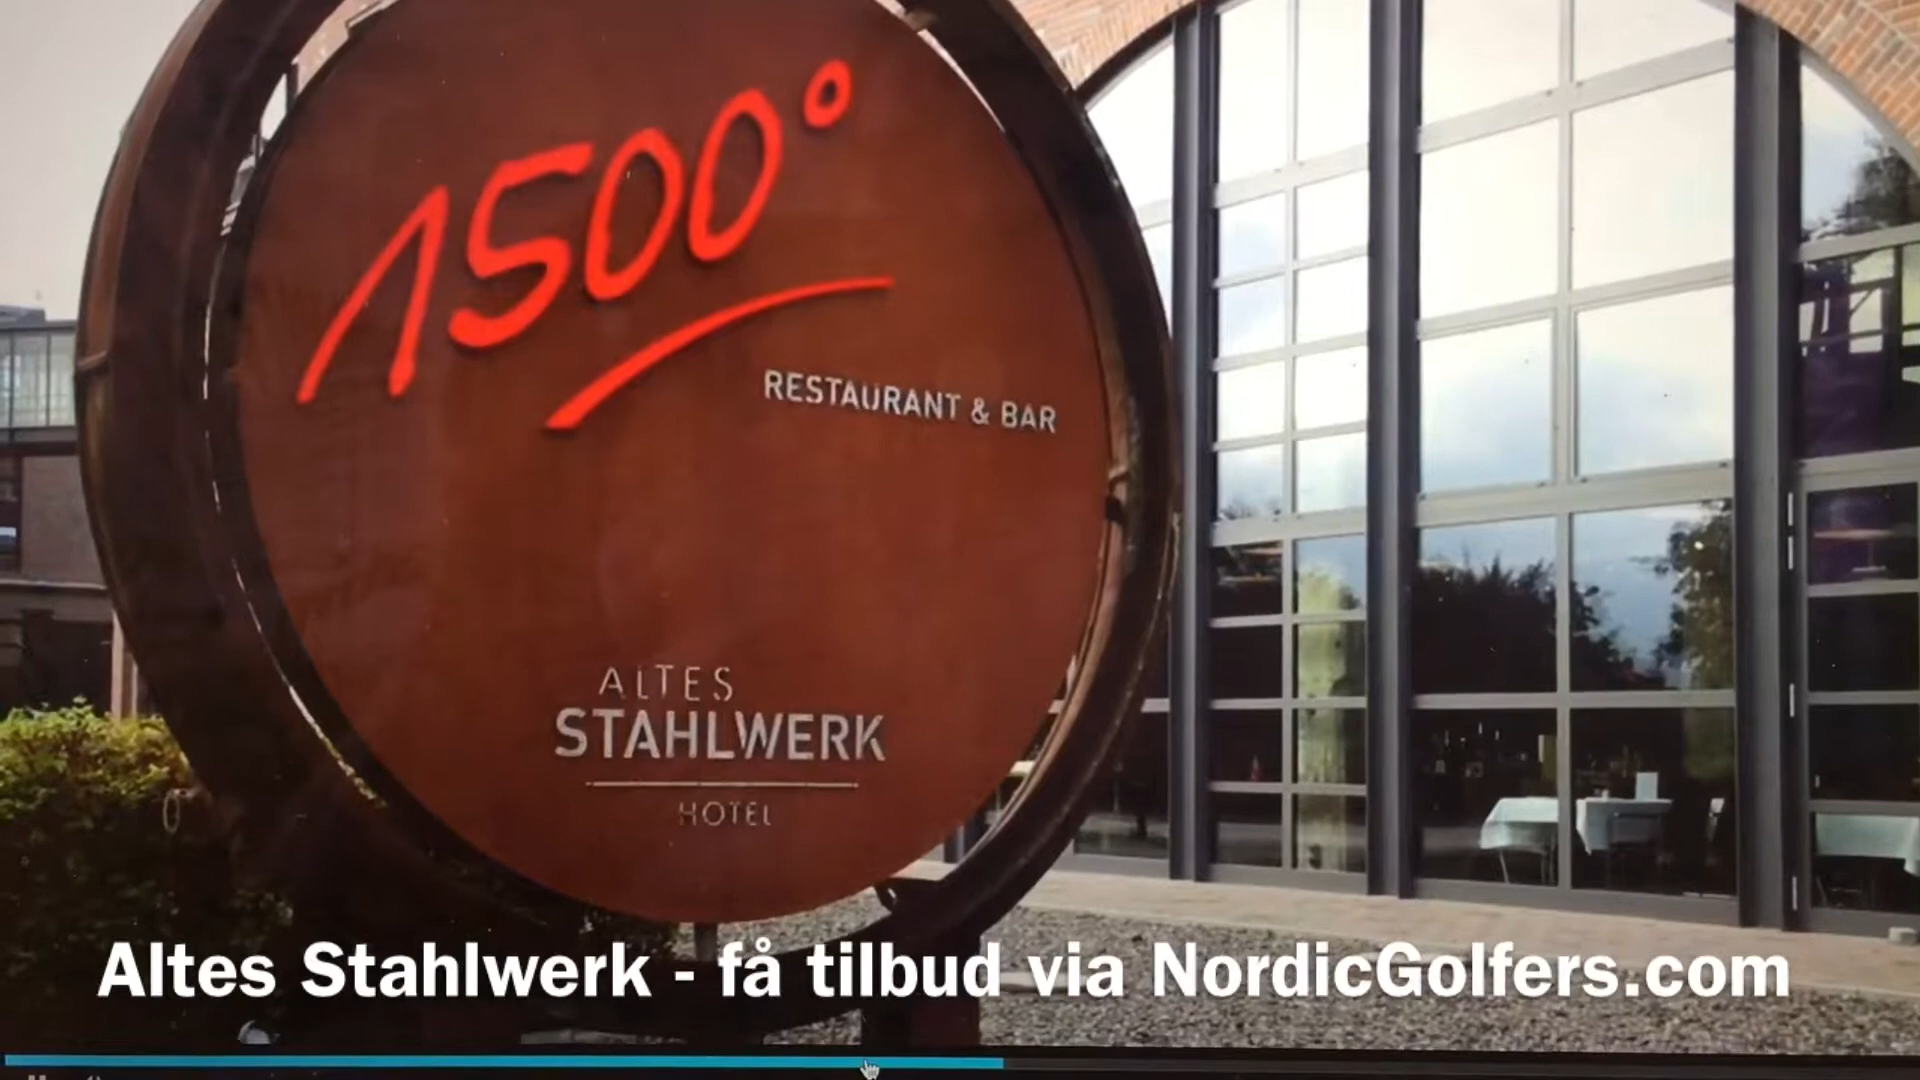 1500°
RESTAURANT & BAR
ALTES
STAHLWERK
HOTEL
Altes Stahlwerk - få tilbud via NordicGolfers.com